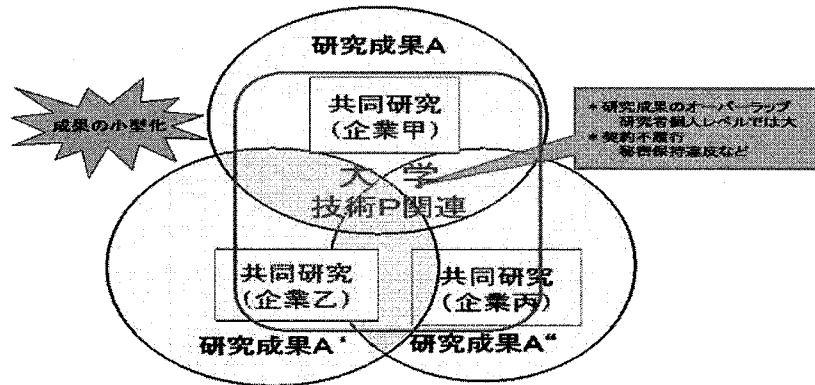 研究成果A
共同研究
(企業甲)
成果の小型化
* 研究成果のオーバーラップ
研究者個人レベルでは大
* 契約不履行
秘密保持違反など
大 学
技術P関連
共同研究
(企業乙)
共同研究
(企業丙)
研究成果A'
研究成果A"